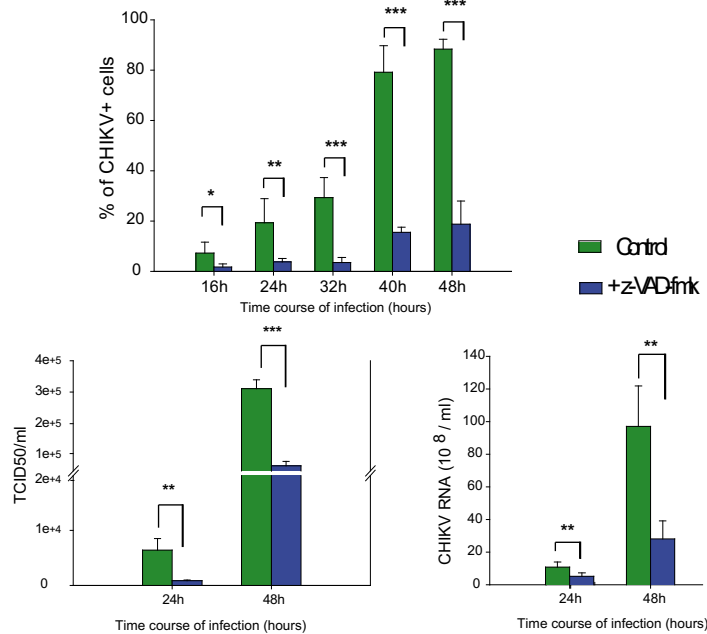 100
***
***
80
60
% of CHIKV+ cells
***
40
**
*
20
0
16h 24h 32h 40h 48h
Time course of infection (hours)
Control
+z-VAD-fmk
4e+5
***
3e+5
2e+5
1e+5
2e+4
TCID50/ml
**
1e+4
0
24h 48h
Time course of infection (hours)
160
**
140
120
100
80
60
CHIKV RNA (10 8 / ml)
40
**
20
0
24h 48h
Time course of infection (hours)